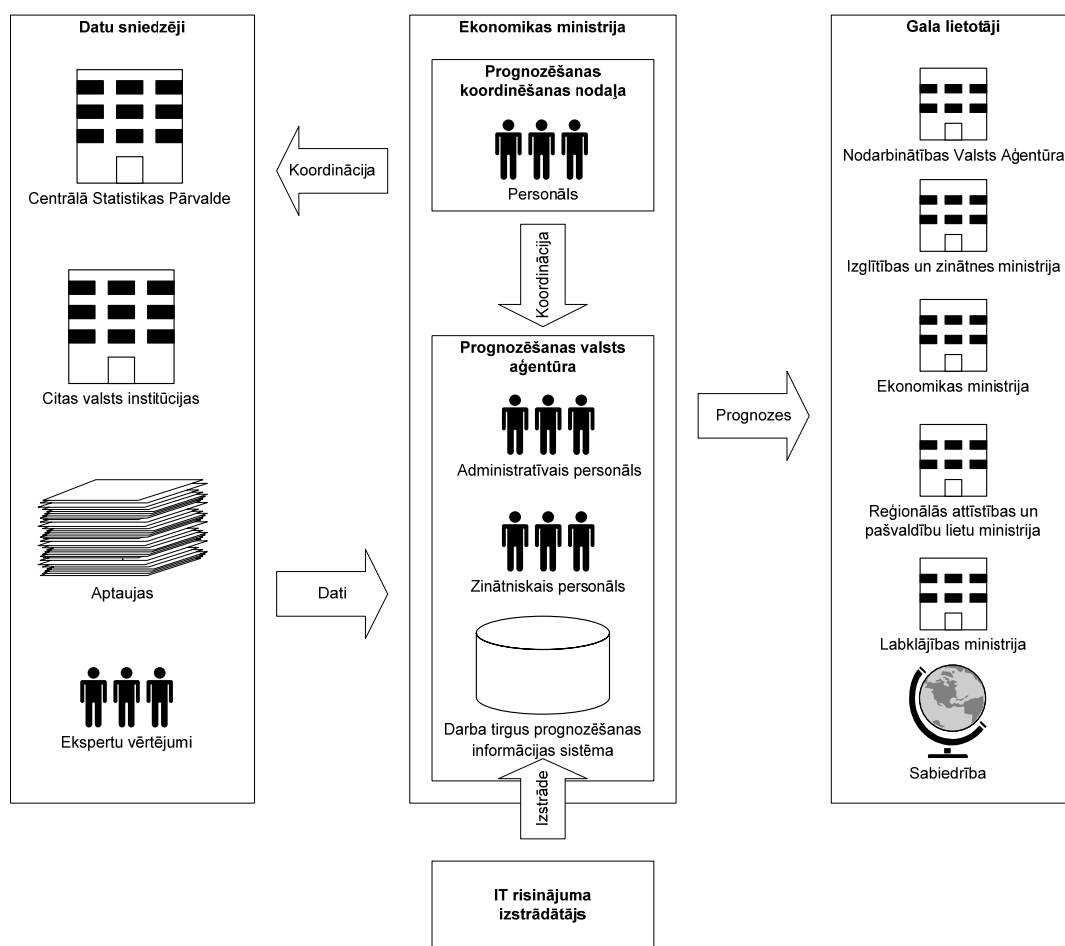 Datu sniedzēji
Centrālā Statistikas Pārvalde
Citas valsts institūcijas
Aptaujas
Ekspertu vērtējumi
Koordinācija
Dati
Ekonomikas ministrija
Prognozēšanas
koordinēšanas nodaļa
Personāls
Koordinācija
Prognozēšanas valsts
aģentūra
Administratīvais personāls
Zinātniskais personāls
Darba tirgus prognozēšanas
informācijas sistēma
Izstrāde
IT risinājuma
izstrādātājs
Prognozes
Gala lietotāji
Nodarbinātības Valsts Aģentūra
Izglītības un zinātnes ministrija
Ekonomikas ministrija
Reģionālās attīstības un
pašvaldību lietu ministrija
Labklājības ministrija
Sabiedrība